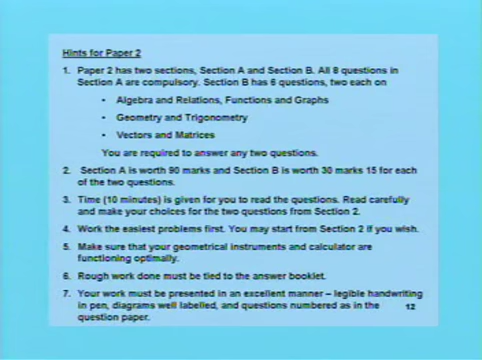 Hints for Paper 2
1. Paper 2 has two sections, Section A and Section B. All 8 questions in
Section A are compulsory. Section B has 6 questions, two each on
• Algebra and Relations, Functions and Graphs
• Geometry and Trigonometry
• Vectors and Matrices
You are required to answer any two questions.
2. Section A is worth 90 marks and Section B is worth 30 marks 15 for each
of the two questions.
3. Time (10 minutes) is given for you to read the questions. Read carefully
and make your choices for the two questions from Section 2.
4. Work the easiest problems first. You may start from Section 2 if you wish.
5. Make sure that your geometrical instruments and calculator are
functioning optimally.
6. Rough work done must be tied to the answer booklet.
7. Your work must be presented in an excellent manner – legible handwriting
in pen, diagrams well labelled, and questions numbered as in the
question paper.
12